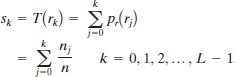 s_k = T(r_k) = \sum_{j=0}^{k} p_r(r_j)
= \sum_{j=0}^{k} \frac{n_j}{n} k = 0, 1, 2, ..., L − 1.